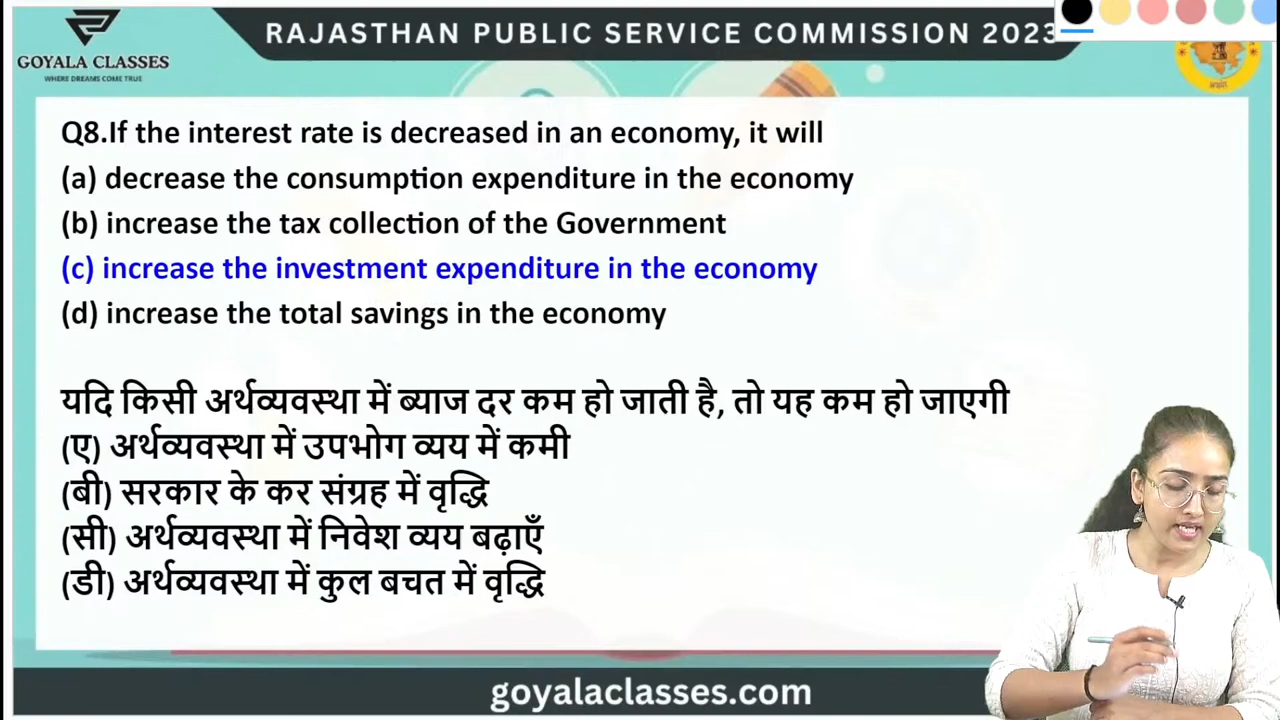 GOYALA CLASSES
WHERE DREAMS COME TRUE
RAJASTHAN PUBLIC SERVICE COMMISSION 2023
Q8.If the interest rate is decreased in an economy, it will
(a) decrease the consumption expenditure in the economy
(b) increase the tax collection of the Government
(c) increase the investment expenditure in the economy
(d) increase the total savings in the economy
यदि किसी अर्थव्यवस्था में ब्याज दर कम हो जाती है, तो यह कम हो जाएगी
(ए) अर्थव्यवस्था में उपभोग व्यय में कमी
(बी) सरकार के कर संग्रह में वृद्धि
(सी) अर्थव्यवस्था में निवेश व्यय बढ़ाएँ
(डी) अर्थव्यवस्था में कुल बचत में वृद्धि
goyalaclasses.com